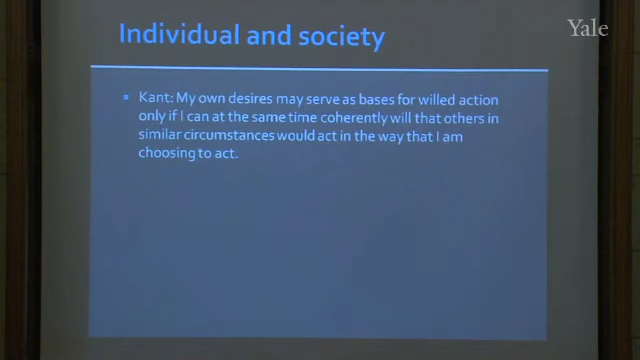 Individual and society
Yale
Kant: My own desires may serve as bases for willed action
only if I can at the same time coherently will that others in
similar circumstances would act in the way that I am
choosing to act.